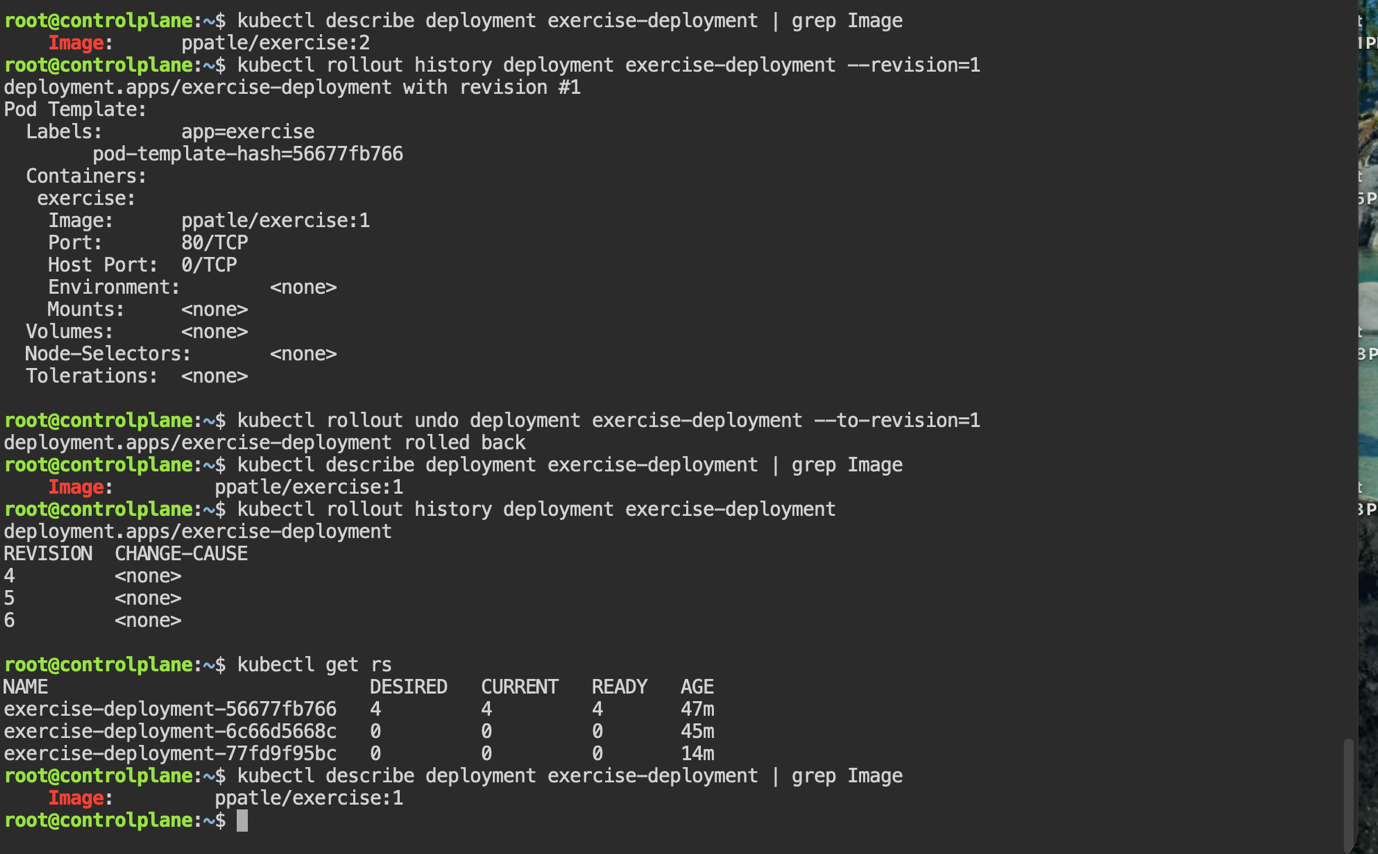 root@controlplane:~$ kubectl describe deployment exercise-deployment | grep Image
    Image:      ppatle/exercise:2
root@controlplane:~$ kubectl rollout history deployment exercise-deployment --revision=1
deployment.apps/exercise-deployment with revision #1
Pod Template:
  Labels:       app=exercise
        pod-template-hash=56677fb766
  Containers:
   exercise:
    Image:      ppatle/exercise:1
    Port:       80/TCP
    Host Port:  0/TCP
    Environment:        <none>
    Mounts:     <none>
  Volumes:      <none>
  Node-Selectors:       <none>
  Tolerations:  <none>
root@controlplane:~$ kubectl rollout undo deployment exercise-deployment --to-revision=1
deployment.apps/exercise-deployment rolled back
root@controlplane:~$ kubectl describe deployment exercise-deployment | grep Image
    Image:         ppatle/exercise:1
root@controlplane:~$ kubectl rollout history deployment exercise-deployment
deployment.apps/exercise-deployment
REVISION  CHANGE-CAUSE
4         <none>
5         <none>
6         <none>
root@controlplane:~$ kubectl get rs
NAME                             DESIRED   CURRENT   READY   AGE
exercise-deployment-56677fb766   4         4         4       47m
exercise-deployment-6c66d5668c   0         0         0       45m
exercise-deployment-77fd9f95bc   0         0         0       14m
root@controlplane:~$ kubectl describe deployment exercise-deployment | grep Image
    Image:         ppatle/exercise:1
root@controlplane:~$